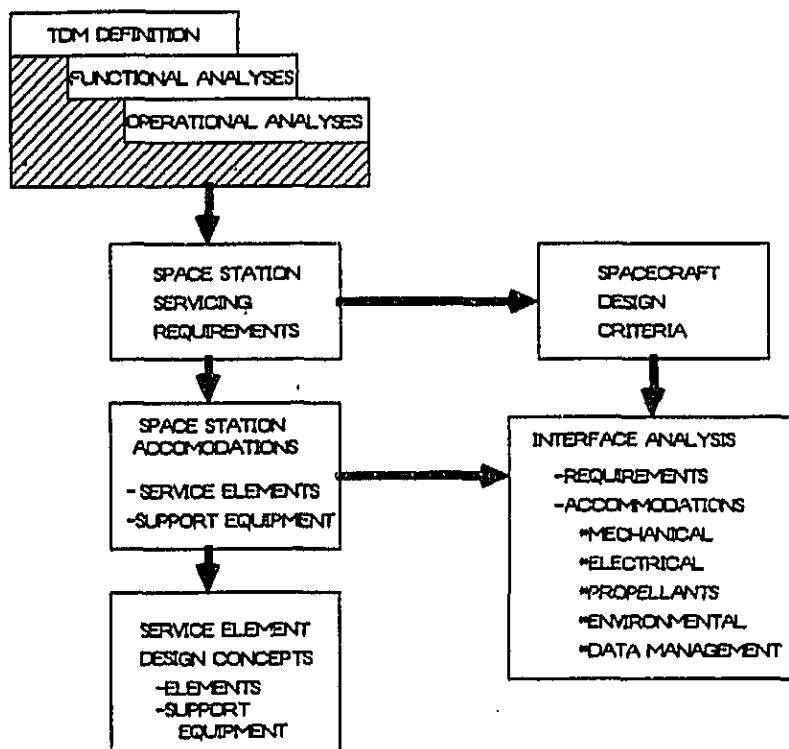 TDM DEFINITION
FUNCTIONAL ANALYSES
OPERATIONAL ANALYSES
SPACE STATION
SERVICING
REQUIREMENTS
SPACECRAFT
DESIGN
CRITERIA
SPACE STATION
ACCOMODATIONS
-SERVICE ELEMENTS
-SUPPORT EQUIPMENT
INTERFACE ANALYSIS
-REQUIREMENTS
-ACCOMMODATIONS
*MECHANICAL
*ELECTRICAL
*PROPELLANTS
*ENVIRONMENTAL
*DATA MANAGEMENT
SERVICE ELEMENT
DESIGN CONCEPTS
-ELEMENTS
-SUPPORT
EQUIPMENT